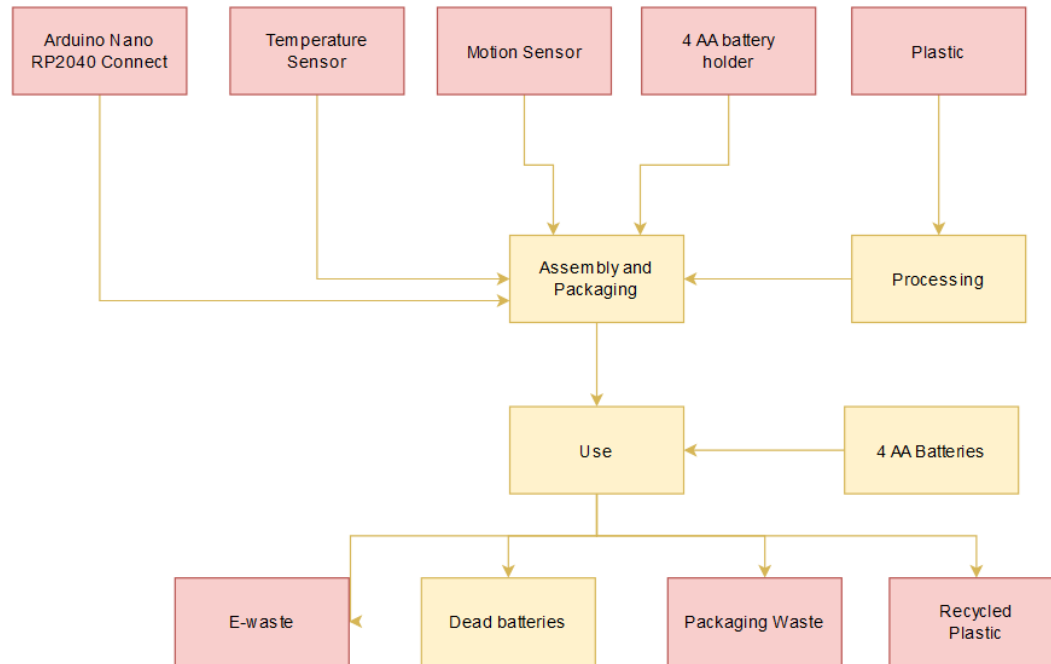 Arduino Nano
RP2040 Connect
Temperature
Sensor
Motion Sensor
4 AA battery
holder
Plastic
Assembly and
Packaging
Processing
Use
4 AA Batteries
E-waste
Dead batteries
Packaging Waste
Recycled
Plastic